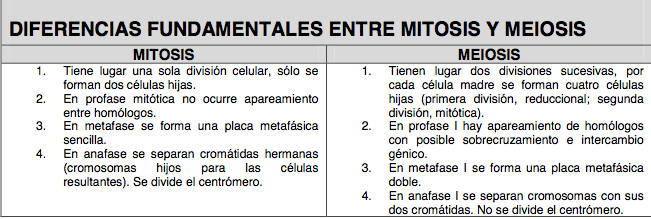 DIFERENCIAS FUNDAMENTALES ENTRE MITOSIS Y MEIOSIS
MITOSIS
1. Tiene lugar una sola división celular, sólo se
forman dos células hijas.
2. En profase mitótica no ocurre apareamiento
entre homólogos.
3. En metafase se forma una placa metafásica
sencilla.
4. En anafase se separan cromátidas hermanas
(cromosomas hijos para las células
resultantes). Se divide el centrómero.
MEIOSIS
1. Tienen lugar dos divisiones sucesivas, por
cada célula madre se forman cuatro células
hijas (primera división, reduccional; segunda
división, mitótica).
2. En profase I hay apareamiento de homólogos
con posible sobrecruzamiento e intercambio
génico.
3. En metafase I se forma una placa metafásica
doble.
4. En anafase I se separan cromosomas con sus
dos cromátidas. No se divide el centrómero.